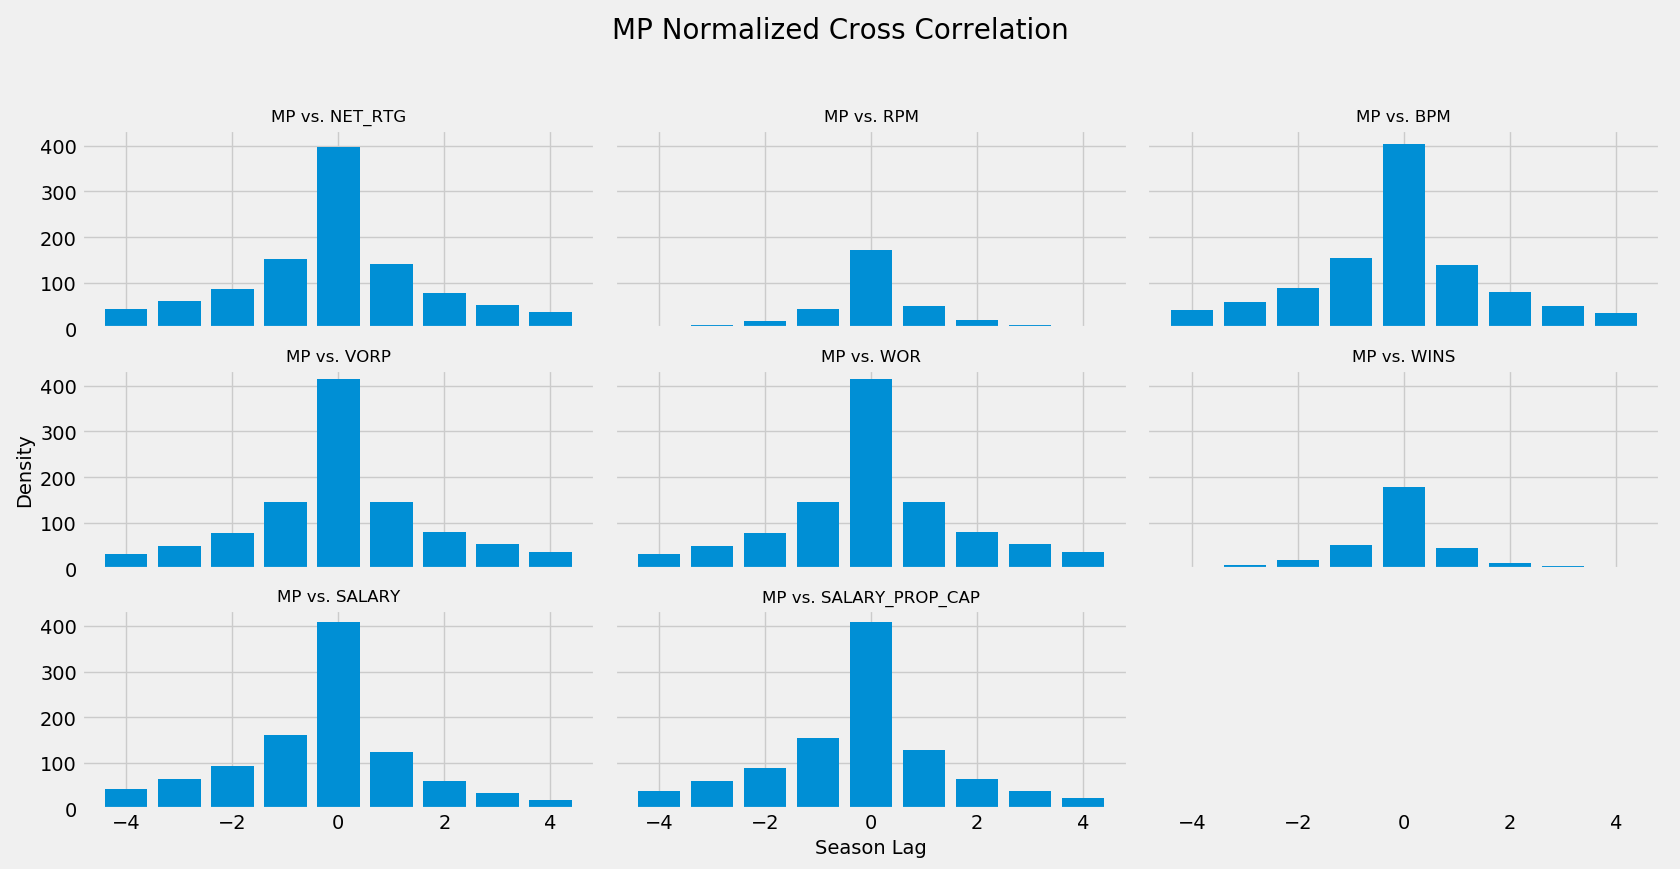 MP Normalized Cross Correlation
MP vs. NET_RTG
MP vs. RPM
MP vs. BPM
400
300
200
100
0
MP vs. VORP
MP vs. WOR
MP vs. WINS
400
300
200
100
0
Density
MP vs. SALARY
MP vs. SALARY_PROP_CAP
400
300
200
100
0
−4 −2 0 2 4
−4 −2 0 2 4
−4 −2 0 2 4
Season Lag